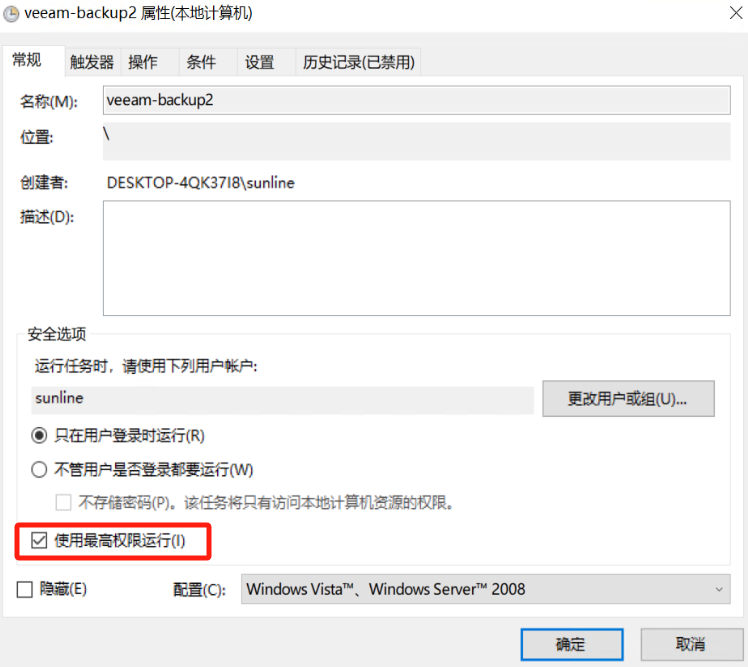 veeam-backup2 属性(本地计算机)
常规 触发器 操作 条件 设置 历史记录(已禁用)
名称(M): veeam-backup2
位置: \
创建者: DESKTOP-4QK37I8\sunline
描述(D):
安全选项
运行任务时，请使用下列用户帐户:
sunline 更改用户或组(U)...
只在用户登录时运行(R)
不管用户是否登录都要运行(W)
不存储密码(P)。该任务将只有访问本地计算机资源的权限。
使用最高权限运行(I)
隐藏(E) 配置(C): Windows Vista™、Windows Server™ 2008
确定 取消